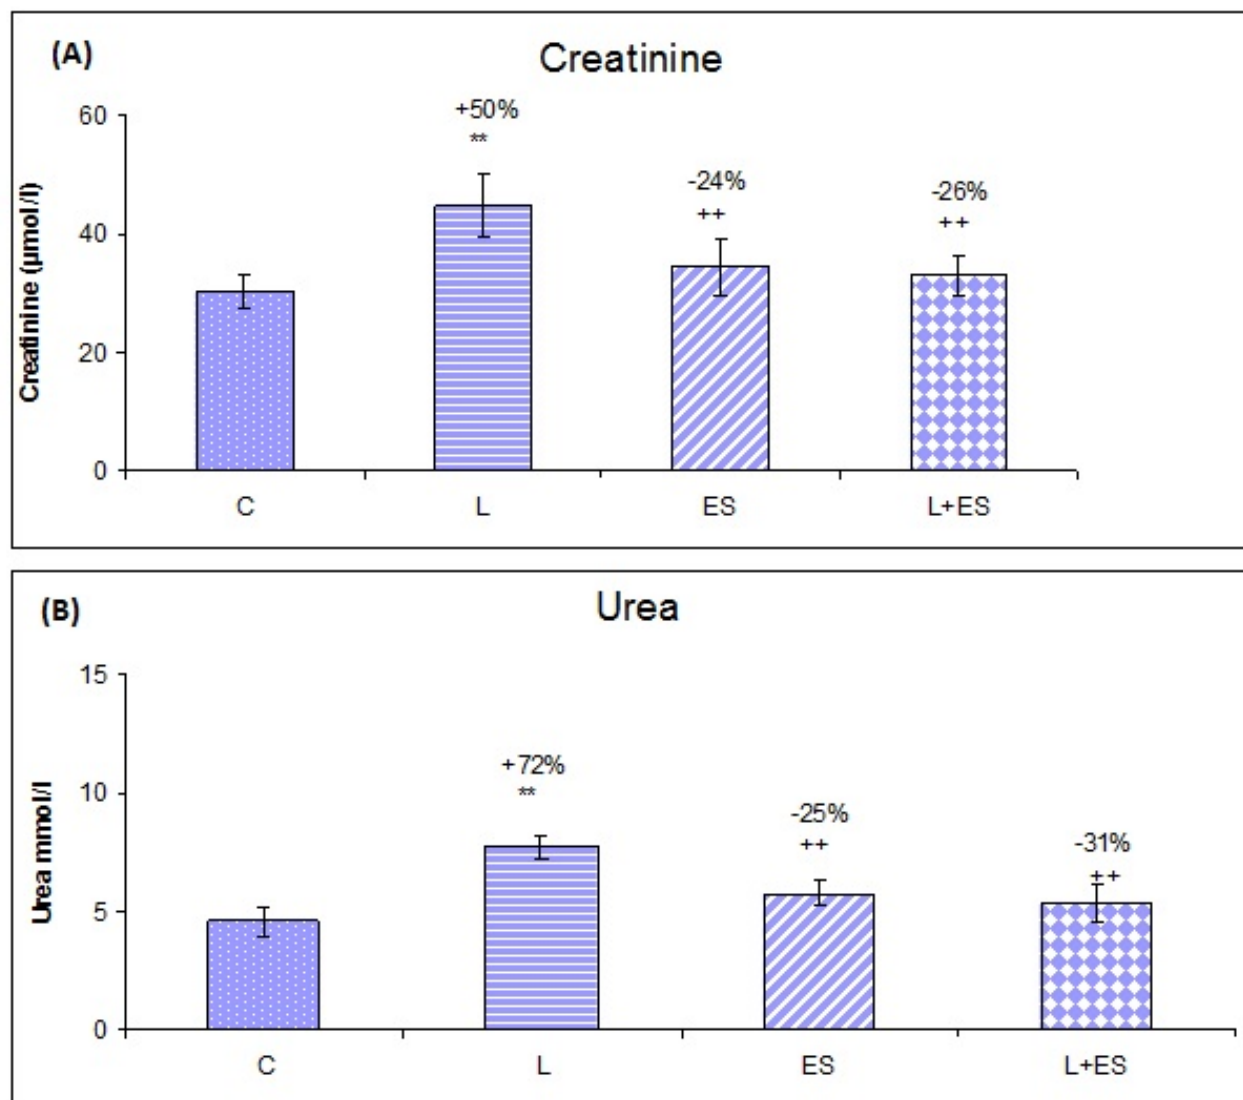 (A)
Creatinine
+50%
**
-24%
++
-26%
++
60
40
20
0
Creatinine (µmol/l)
C L ES L+ES
(B)
Urea
+72%
**
-25%
++
-31%
++
15
10
5
0
Urea mmol/l
C L ES L+ES